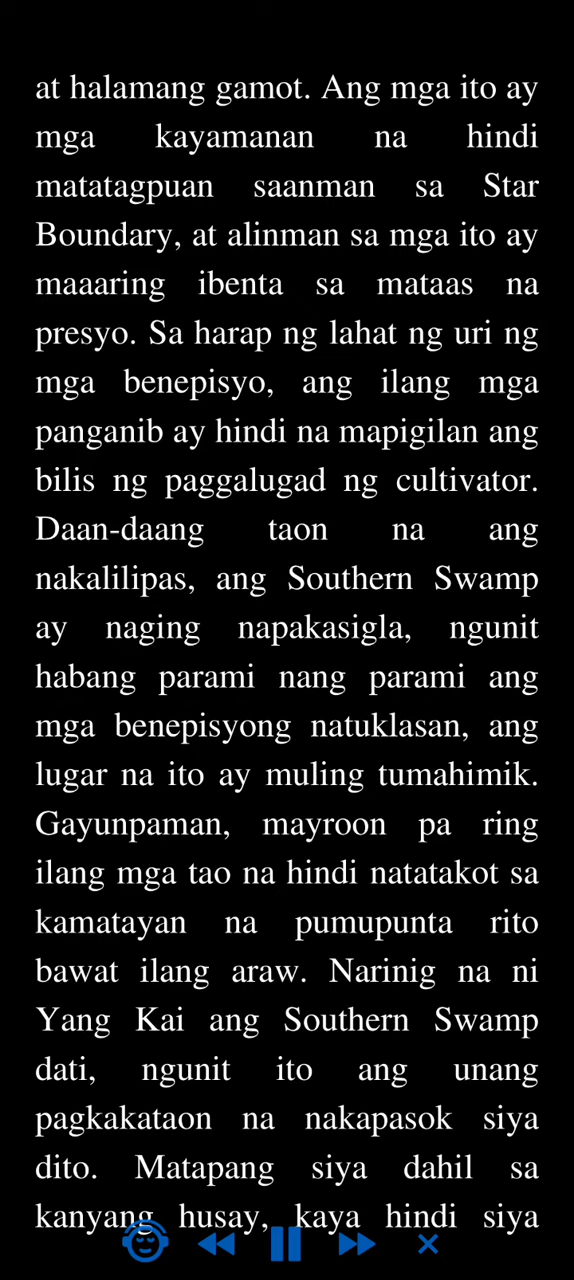 at halamang gamot. Ang mga ito ay
mga kayamanan na hindi
matatagpuan saanman sa Star
Boundary, at alinman sa mga ito ay
maaaring ibenta sa mataas na
presyo. Sa harap ng lahat ng uri ng
mga benepisyo, ang ilang mga
panganib ay hindi na mapigilan ang
bilis ng paggalugad ng cultivator.
Daan-daang taon na ang
nakalilipas, ang Southern Swamp
ay naging napakasigla, ngunit
habang parami nang parami ang
mga benepisyong natuklasan, ang
lugar na ito ay muling tumahimik.
Gayunpaman, mayroon pa ring
ilang mga tao na hindi natatakot sa
kamatayan na pumupunta rito
bawat ilang araw. Narinig na ni
Yang Kai ang Southern Swamp
dati, ngunit ito ang unang
pagkakataon na nakapasok siya
dito. Matapang siya dahil sa
kanyang husay, kaya hindi siya